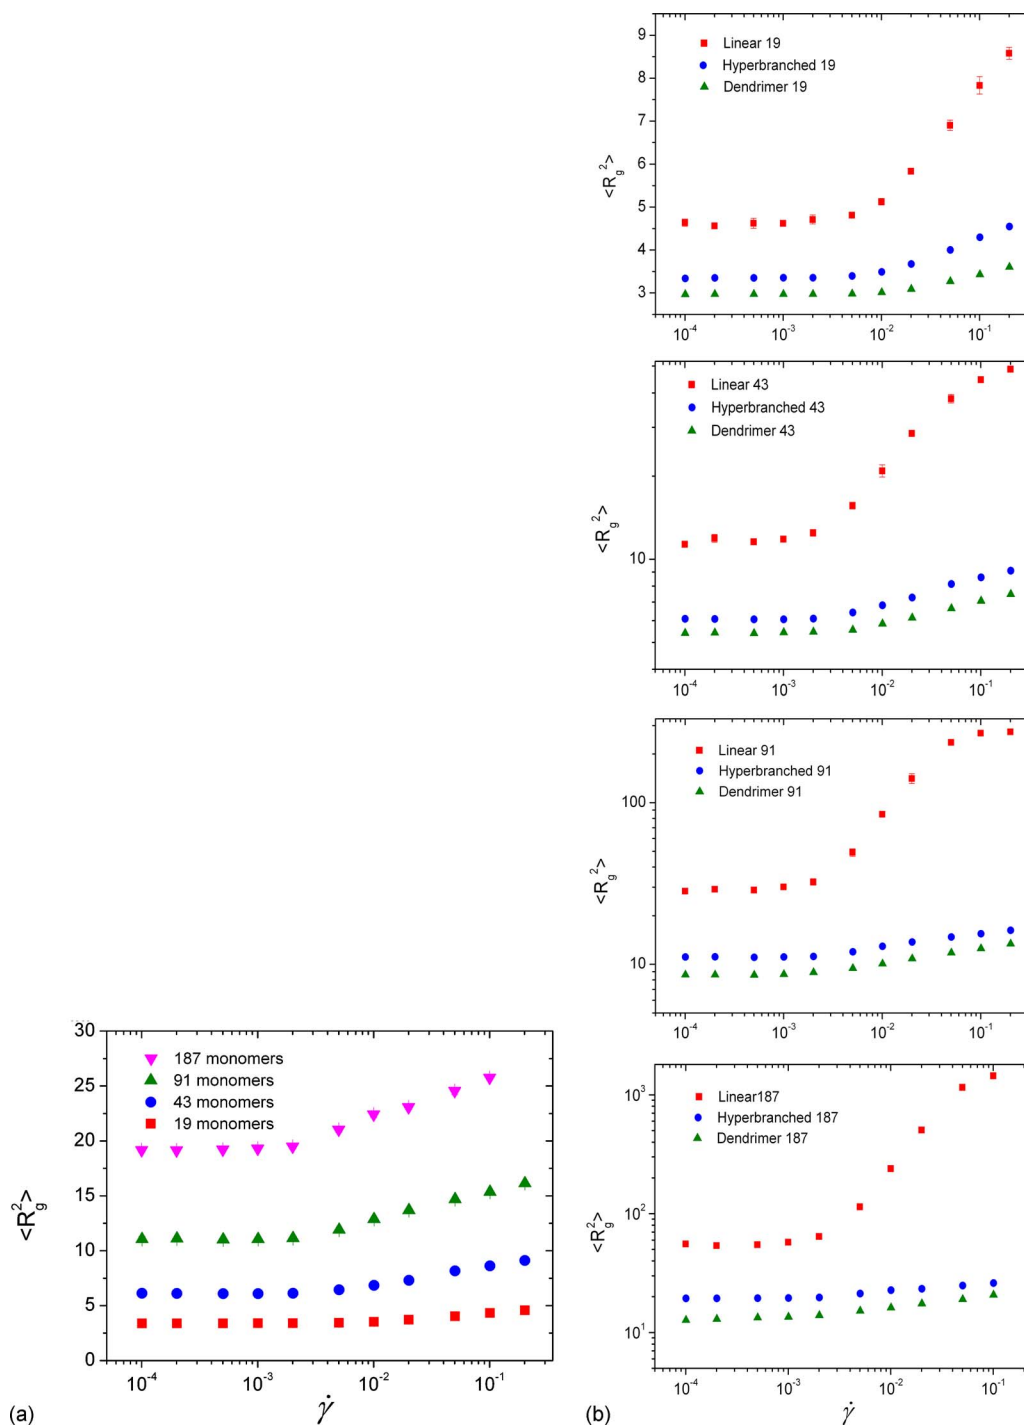 30
25
20
15
10
5
0
187 monomers
91 monomers
43 monomers
19 monomers
<R_g^2>
10^-4
10^-3
10^-2
10^-1
γ̇
(a)
9
8
7
6
5
4
3
Linear 19
Hyperbranched 19
Dendrimer 19
<R_g^2>
10^-4
10^-3
10^-2
10^-1
Linear 43
Hyperbranched 43
Dendrimer 43
10
<R_g^2>
10^-4
10^-3
10^-2
10^-1
Linear 91
Hyperbranched 91
Dendrimer 91
100
10
<R_g^2>
10^-4
10^-3
10^-2
10^-1
10^3
10^2
10^1
Linear187
Hyperbranched 187
Dendrimer 187
<R_g^2>
10^-4
10^-3
10^-2
10^-1
γ̇
(b)